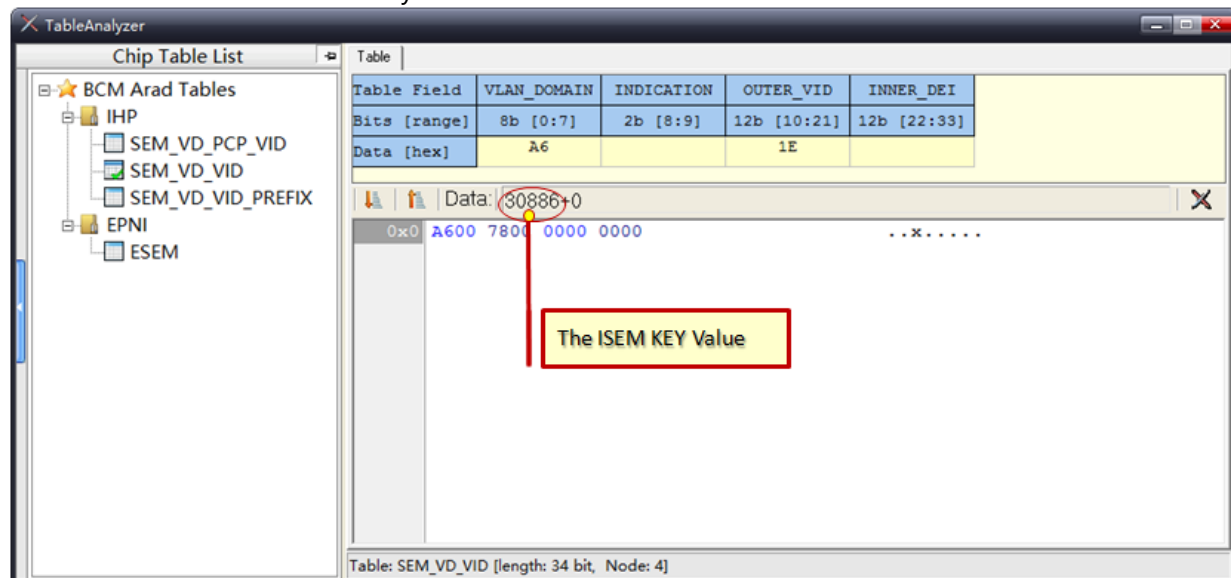 TableAnalyzer
Chip Table List
BCM Arad Tables
IHP
SEM_VD_PCP_VID
SEM_VD_VID
SEM_VD_VID_PREFIX
EPNI
ESEM
Table
Table Field VLAN_DOMAIN INDICATION OUTER_VID INNER_DEI
Bits [range] 8b [0:7] 2b [8:9] 12b [10:21] 12b [22:33]
Data [hex] A6 1E
Data: 30886+0
0x0 A600 7800 0000 0000 ..x.....
The ISEM KEY Value
Table: SEM_VD_VID [length: 34 bit, Node: 4]